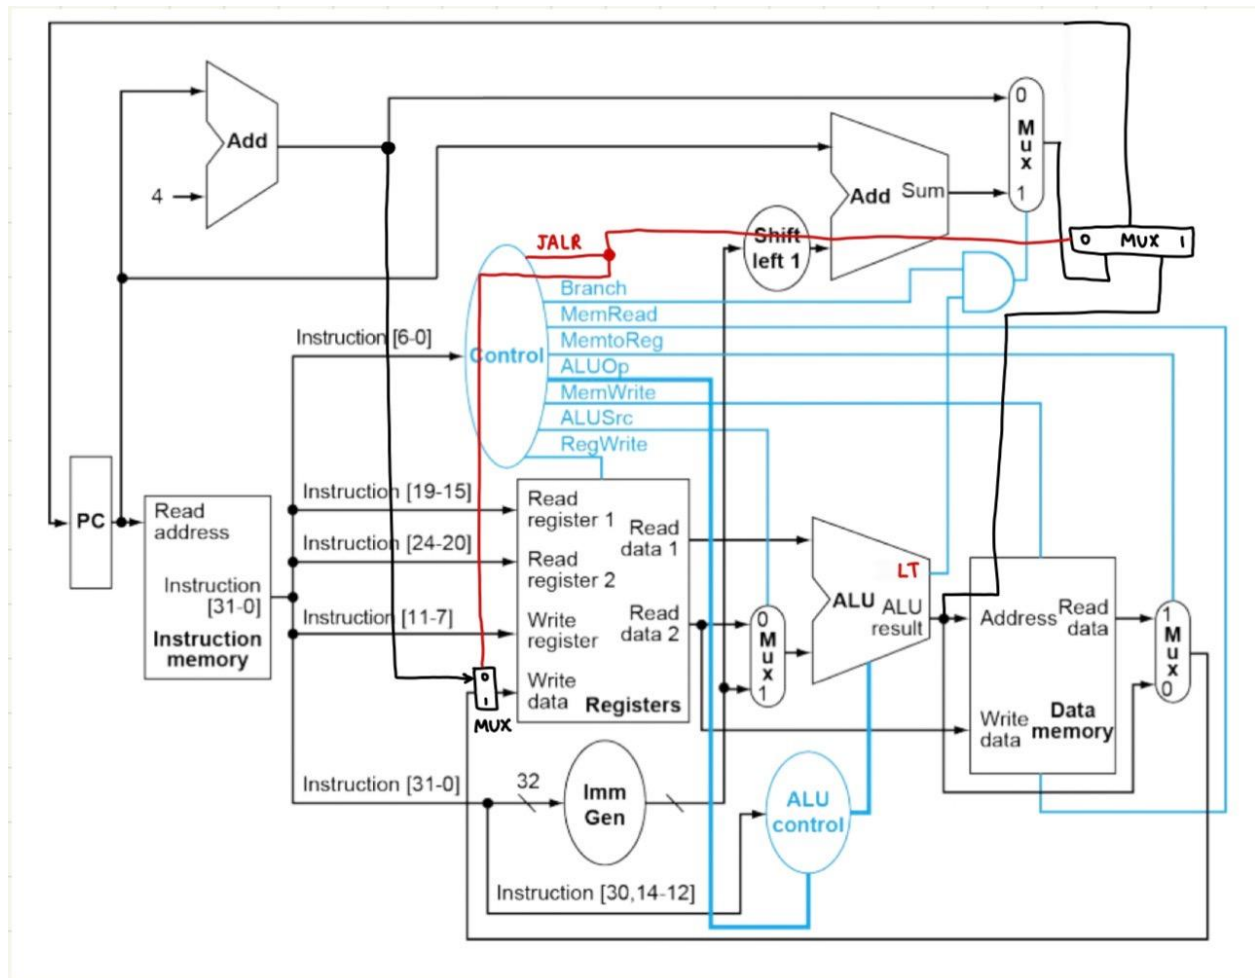 Add
4
0
Mux
1
Add Sum
0 MUX 1
JALR
Shift
left 1
Branch
MemRead
MemtoReg
ALUOp
MemWrite
ALUSrc
RegWrite
Instruction [6-0]
Control
PC
Read
address
Instruction
[31-0]
Instruction
memory
Instruction [19-15]
Instruction [24-20]
Instruction [11-7]
Read
register 1
Read
register 2
Write
register
Write
data
Read
data 1
Read
data 2
Registers
0
1
MUX
0
Mux
1
LT
ALU
ALU
result
Address
Read
data
Write
data
Data
memory
1
Mux
0
Instruction [31-0]
32
Imm
Gen
ALU
control
Instruction [30,14-12]